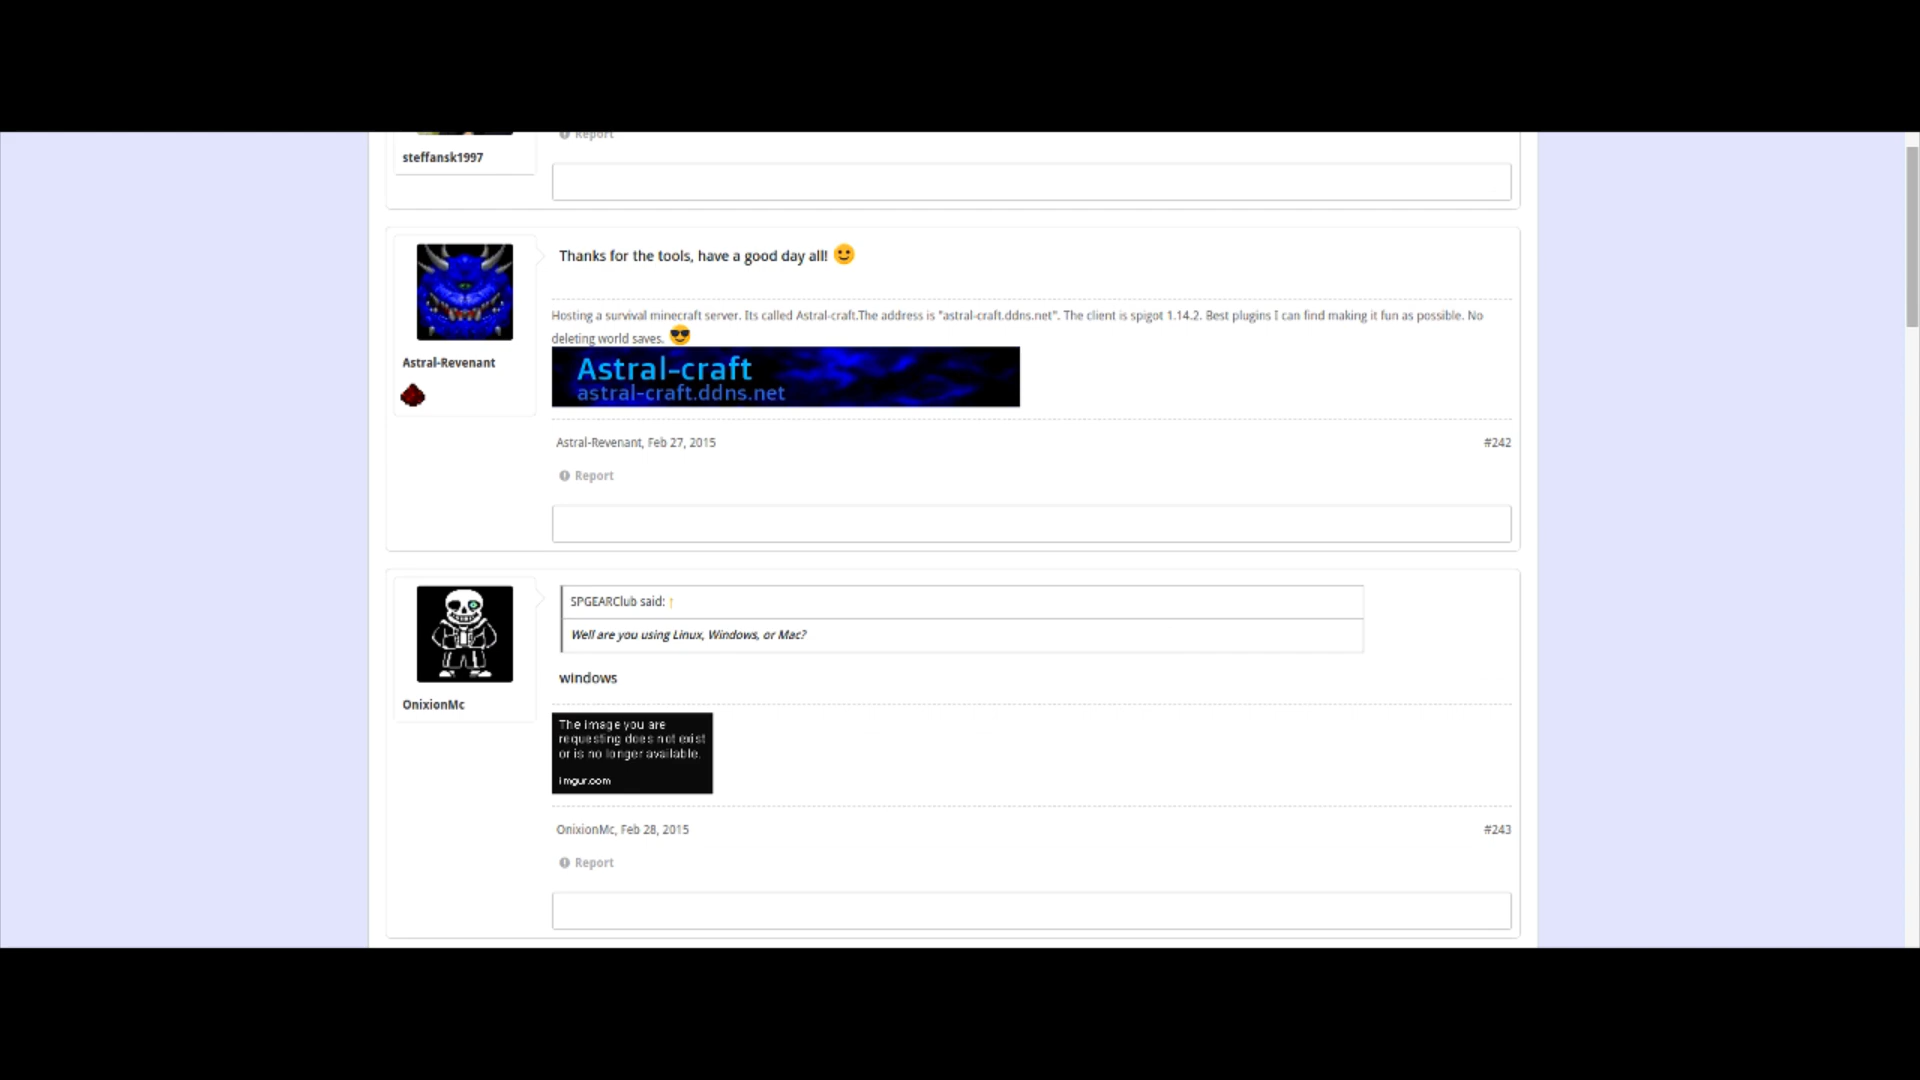 Report
steffansk1997
Thanks for the tools, have a good day all!
Hosting a survival minecraft server. Its called Astral-craft.The address is "astral-craft.ddns.net". The client is spigot 1.14.2. Best plugins I can find making it fun as possible. No
deleting world saves.
Astral-craft
astral-craft.ddns.net
Astral-Revenant
Astral-Revenant, Feb 27, 2015
#242
Report
SPGEARClub said: ↑
Well are you using Linux, Windows, or Mac?
windows
OnixionMc
The image you are
requesting does not exist
or is no longer available.
imgur.com
OnixionMc, Feb 28, 2015
#243
Report